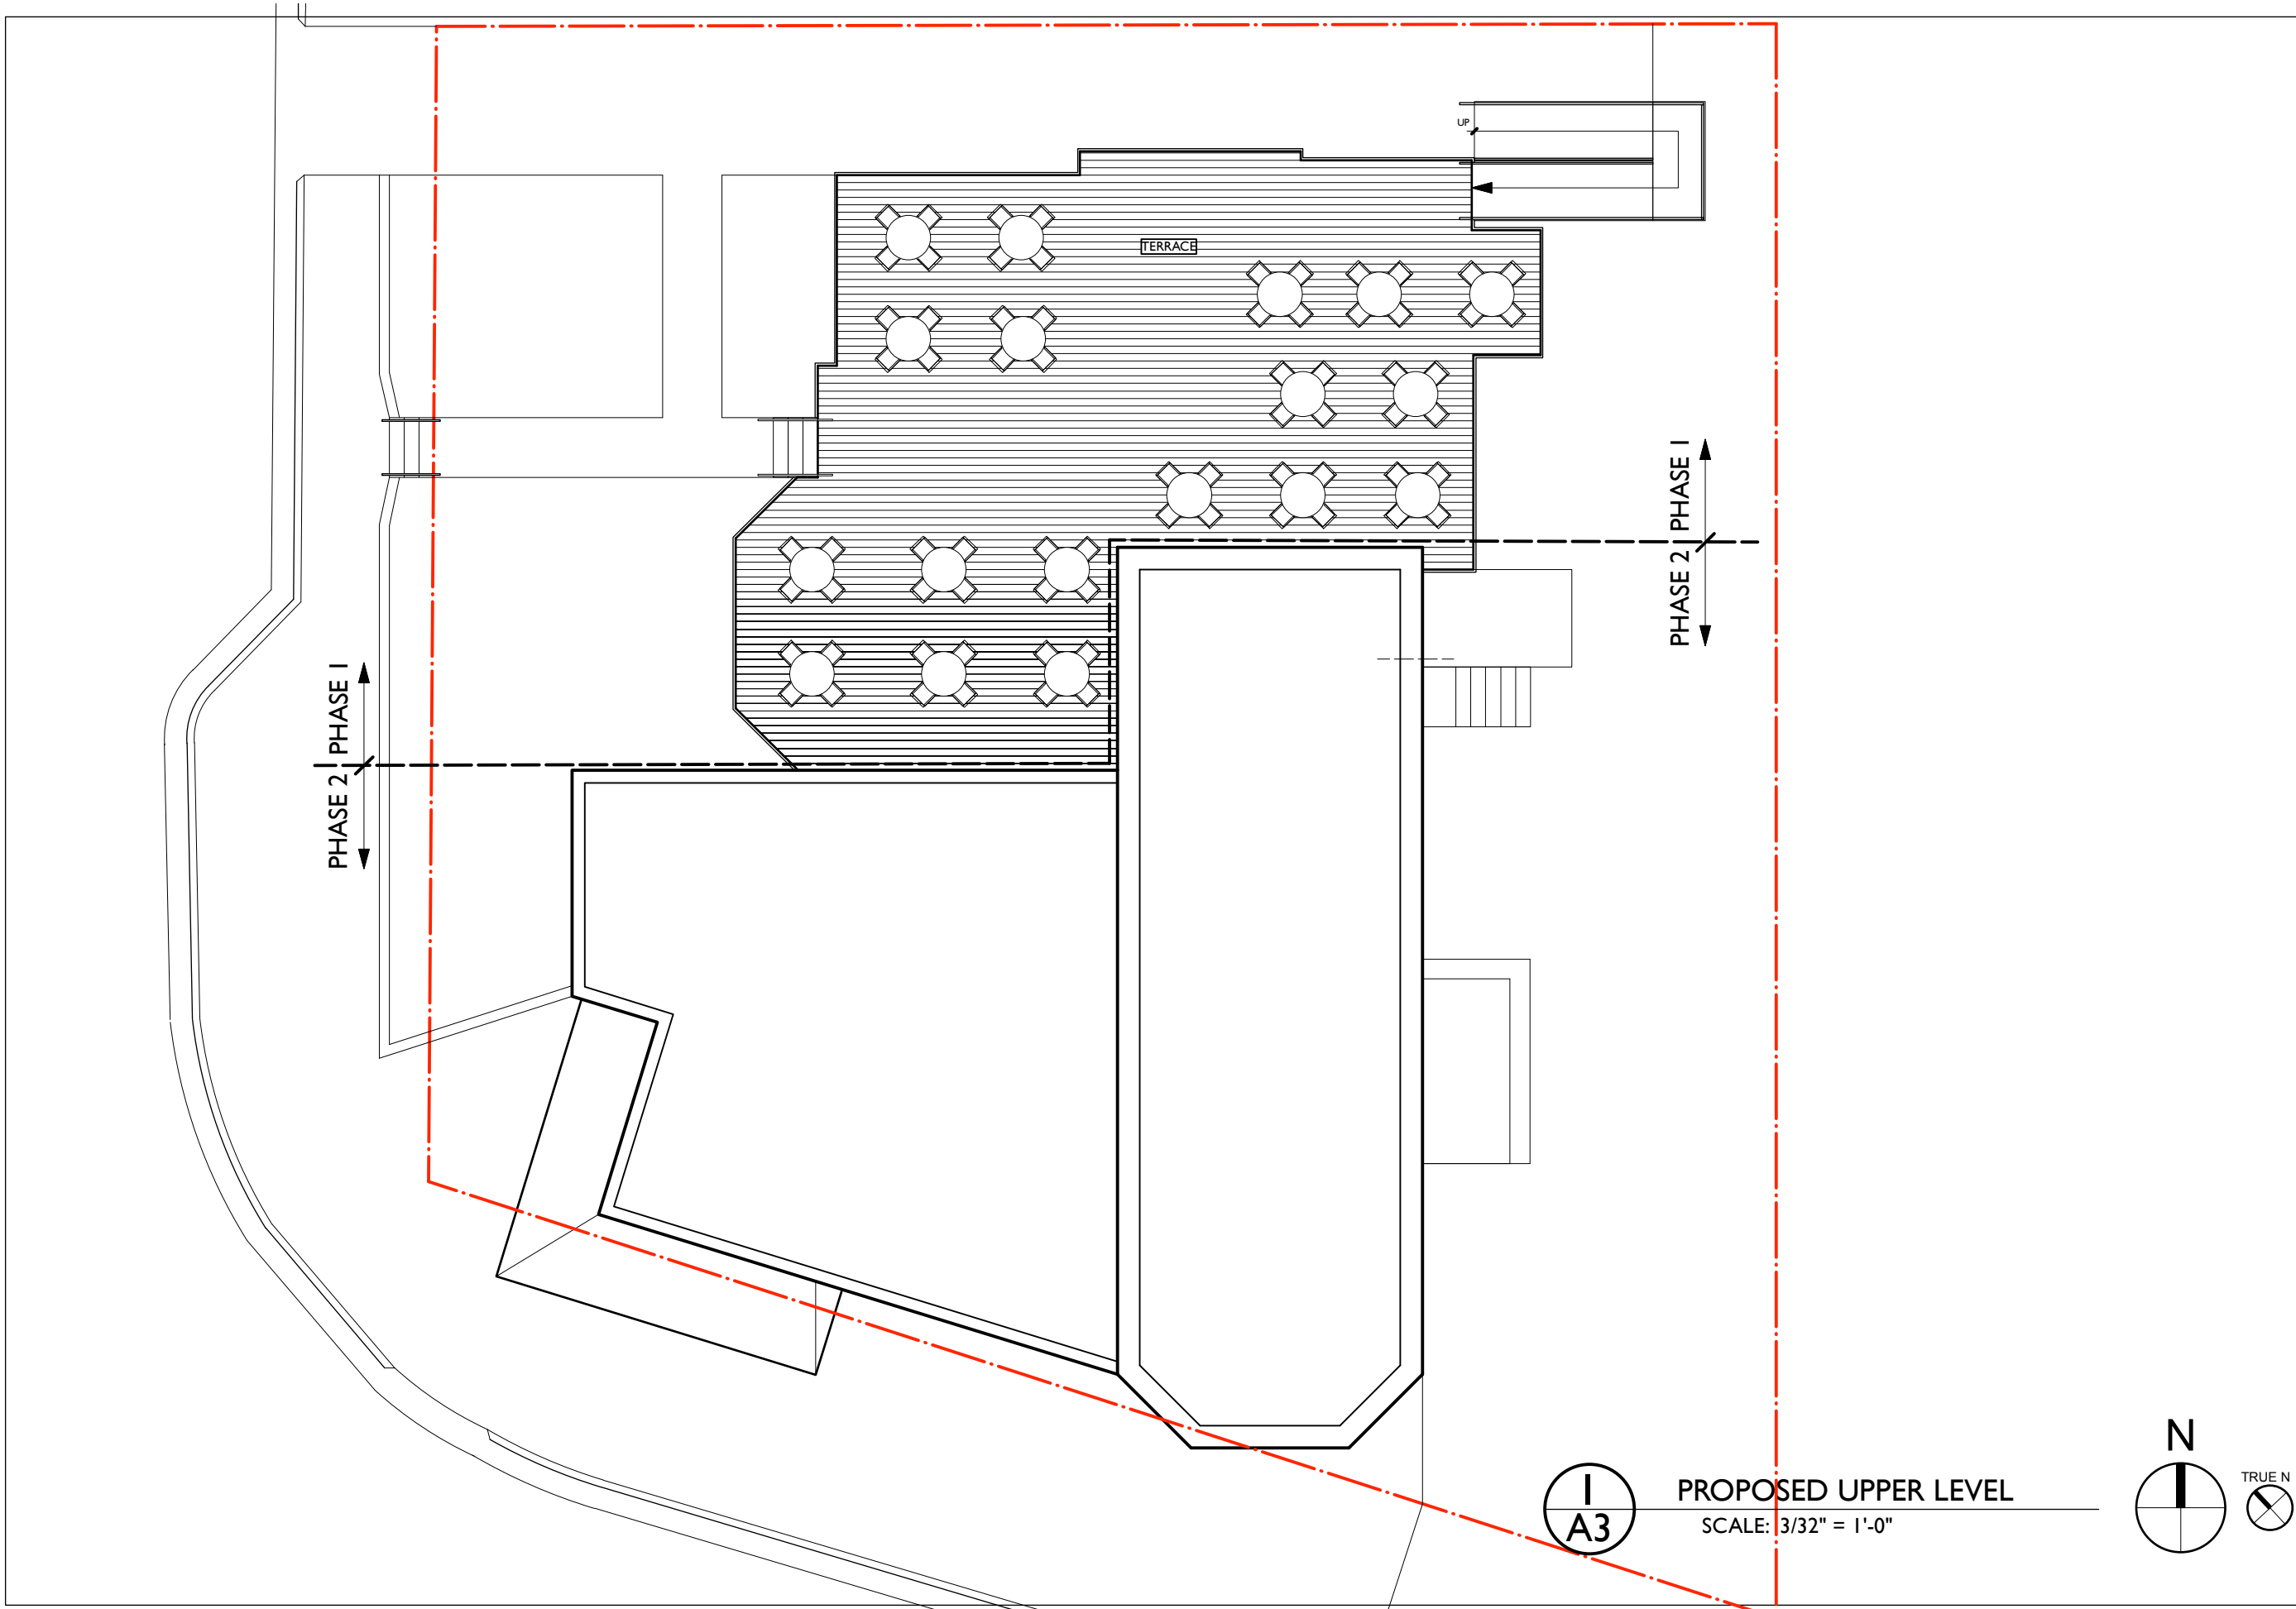 UP
TERRACE
PHASE 2 PHASE 1
PHASE 2 PHASE 1
1
A3
PROPOSED UPPER LEVEL
SCALE: 3/32" = 1'-0"
N
TRUE N